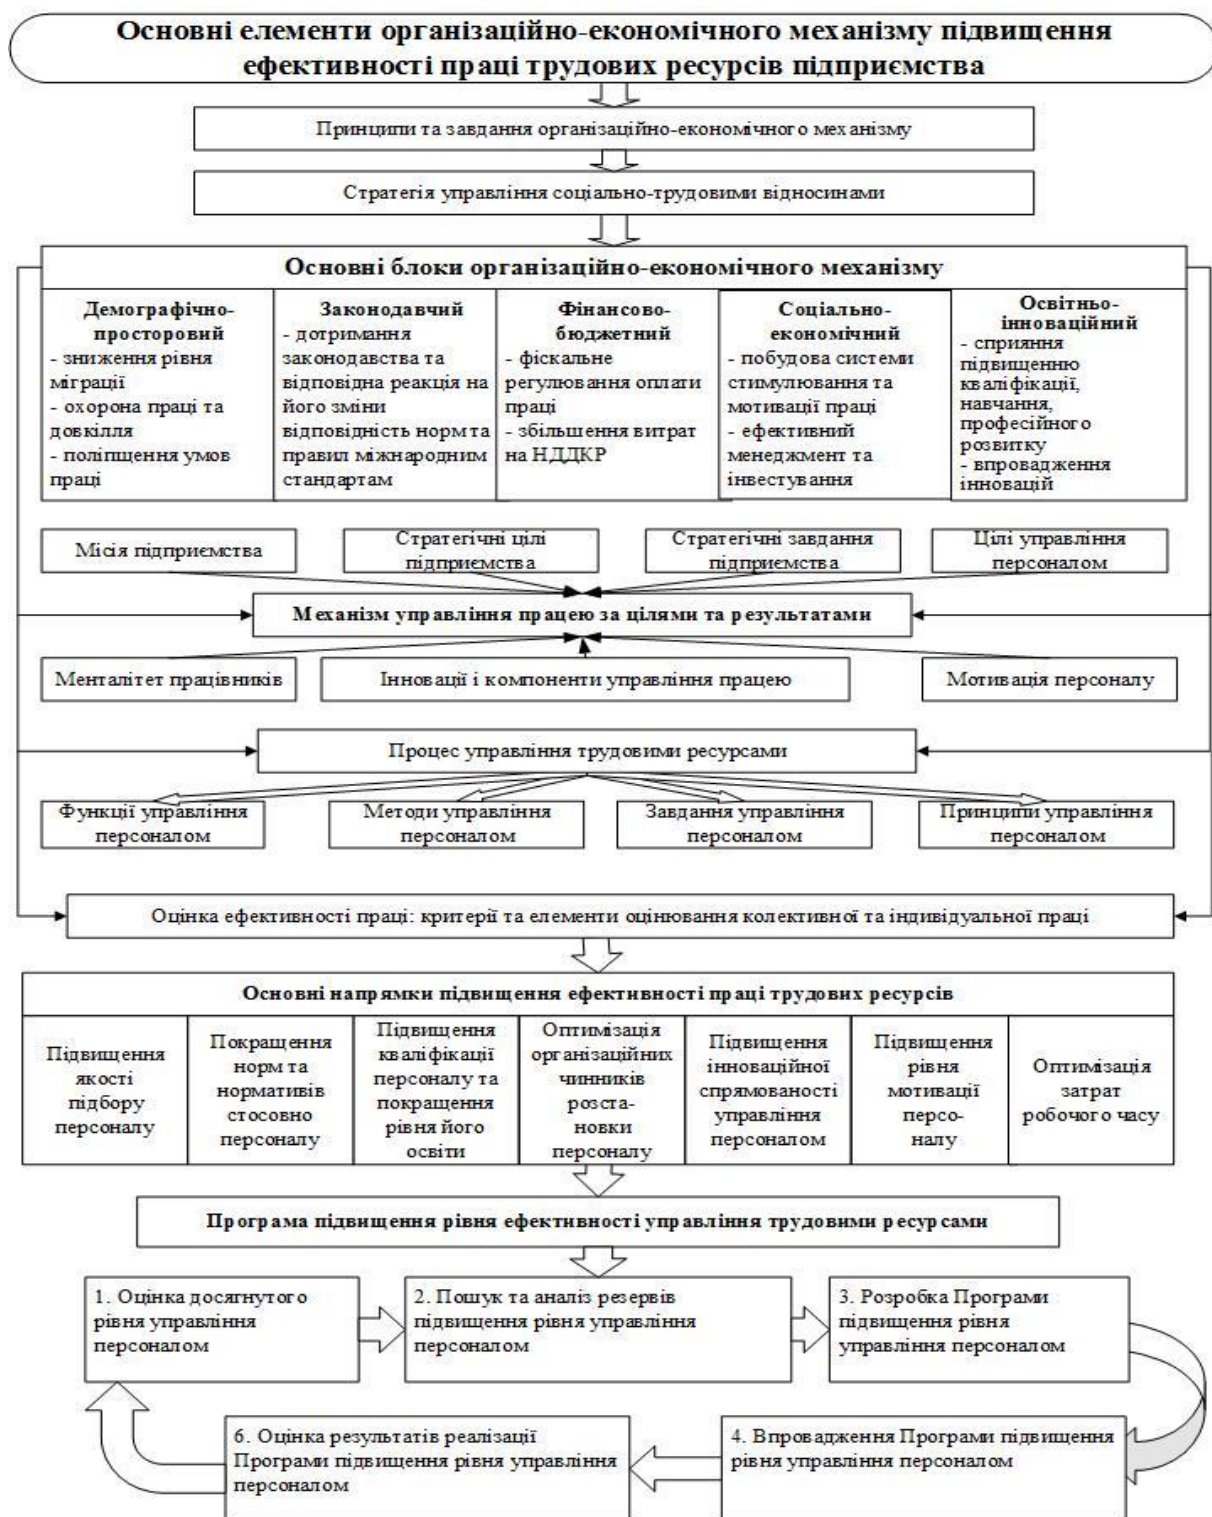 Основні елементи організаційно-економічного механізму підвищення
ефективності праці трудових ресурсів підприємства
Принципи та завдання організаційно-економічного механізму
Стратегія управління соціально-трудовими відносинами
Основні блоки організаційно-економічного механізму
Демографічно-
просторовий
- зниження рівня
міграції
- охорона праці та
довкілля
- поліпшення умов
праці
Законодавчий
- дотримання
законодавства та
відповідна реакція на
його зміни
відповідність норм та
правил міжнародним
стандартам
Фінансово-
бюджетний
- фіскальне
регулювання оплати
праці
- збільшення витрат
на НДДКР
Соціально-
економічний
- побудова системи
стимулювання та
мотивації праці
- ефективний
менеджмент та
інвестування
Освітньо-
інноваційний
- сприяння
підвищенню
кваліфікації,
навчання,
професійного
розвитку
- впровадження
інновацій
Місія підприємства
Стратегічні цілі
підприємства
Стратегічні завдання
підприємства
Цілі управління
персоналом
Механізм управління працею за цілями та результатами
Менталітет працівників
Інновації і компоненти управління працею
Мотивація персоналу
Процес управління трудовими ресурсами
Функції управління
персоналом
Методи управління
персоналом
Завдання управління
персоналом
Принципи управління
персоналом
Оцінка ефективності праці: критерії та елементи оцінювання колективної та індивідуальної праці
Основні напрямки підвищення ефективності праці трудових ресурсів
Підвищення
якості
підбору
персоналу
Покращення
норм та
нормативів
стосовно
персоналу
Підвищення
кваліфікації
персоналу та
покращення
рівня його
освіти
Оптимізація
організаційних
чинників
розста-
новки
персоналу
Підвищення
інноваційної
спрямованості
управління
персоналом
Підвищення
рівня
мотивації
персо-
налу
Оптимізація
затрат
робочого часу
Програма підвищення рівня ефективності управління трудовими ресурсами
1. Оцінка досягнутого
рівня управління
персоналом
2. Пошук та аналіз резервів
підвищення рівня управління
персоналом
3. Розробка Програми
підвищення рівня
управління персоналом
6. Оцінка результатів реалізації
Програми підвищення рівня управління
персоналом
4. Впровадження Програми підвищення
рівня управління персоналом